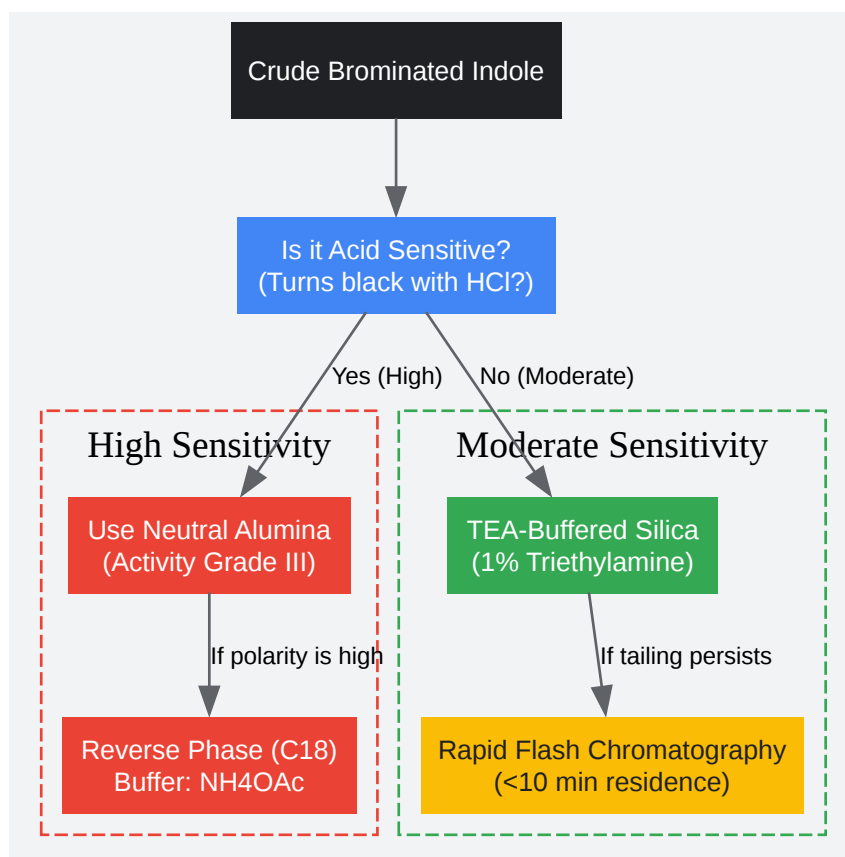 Crude Brominated Indole
Is it Acid Sensitive?
(Turns black with HCl?)
Yes (High)
No (Moderate)
High Sensitivity
Moderate Sensitivity
Use Neutral Alumina
(Activity Grade III)
TEA-Buffered Silica
(1% Triethylamine)
If polarity is high
If tailing persists
Reverse Phase (C18)
Buffer: NH4OAc
Rapid Flash Chromatography
(<10 min residence)